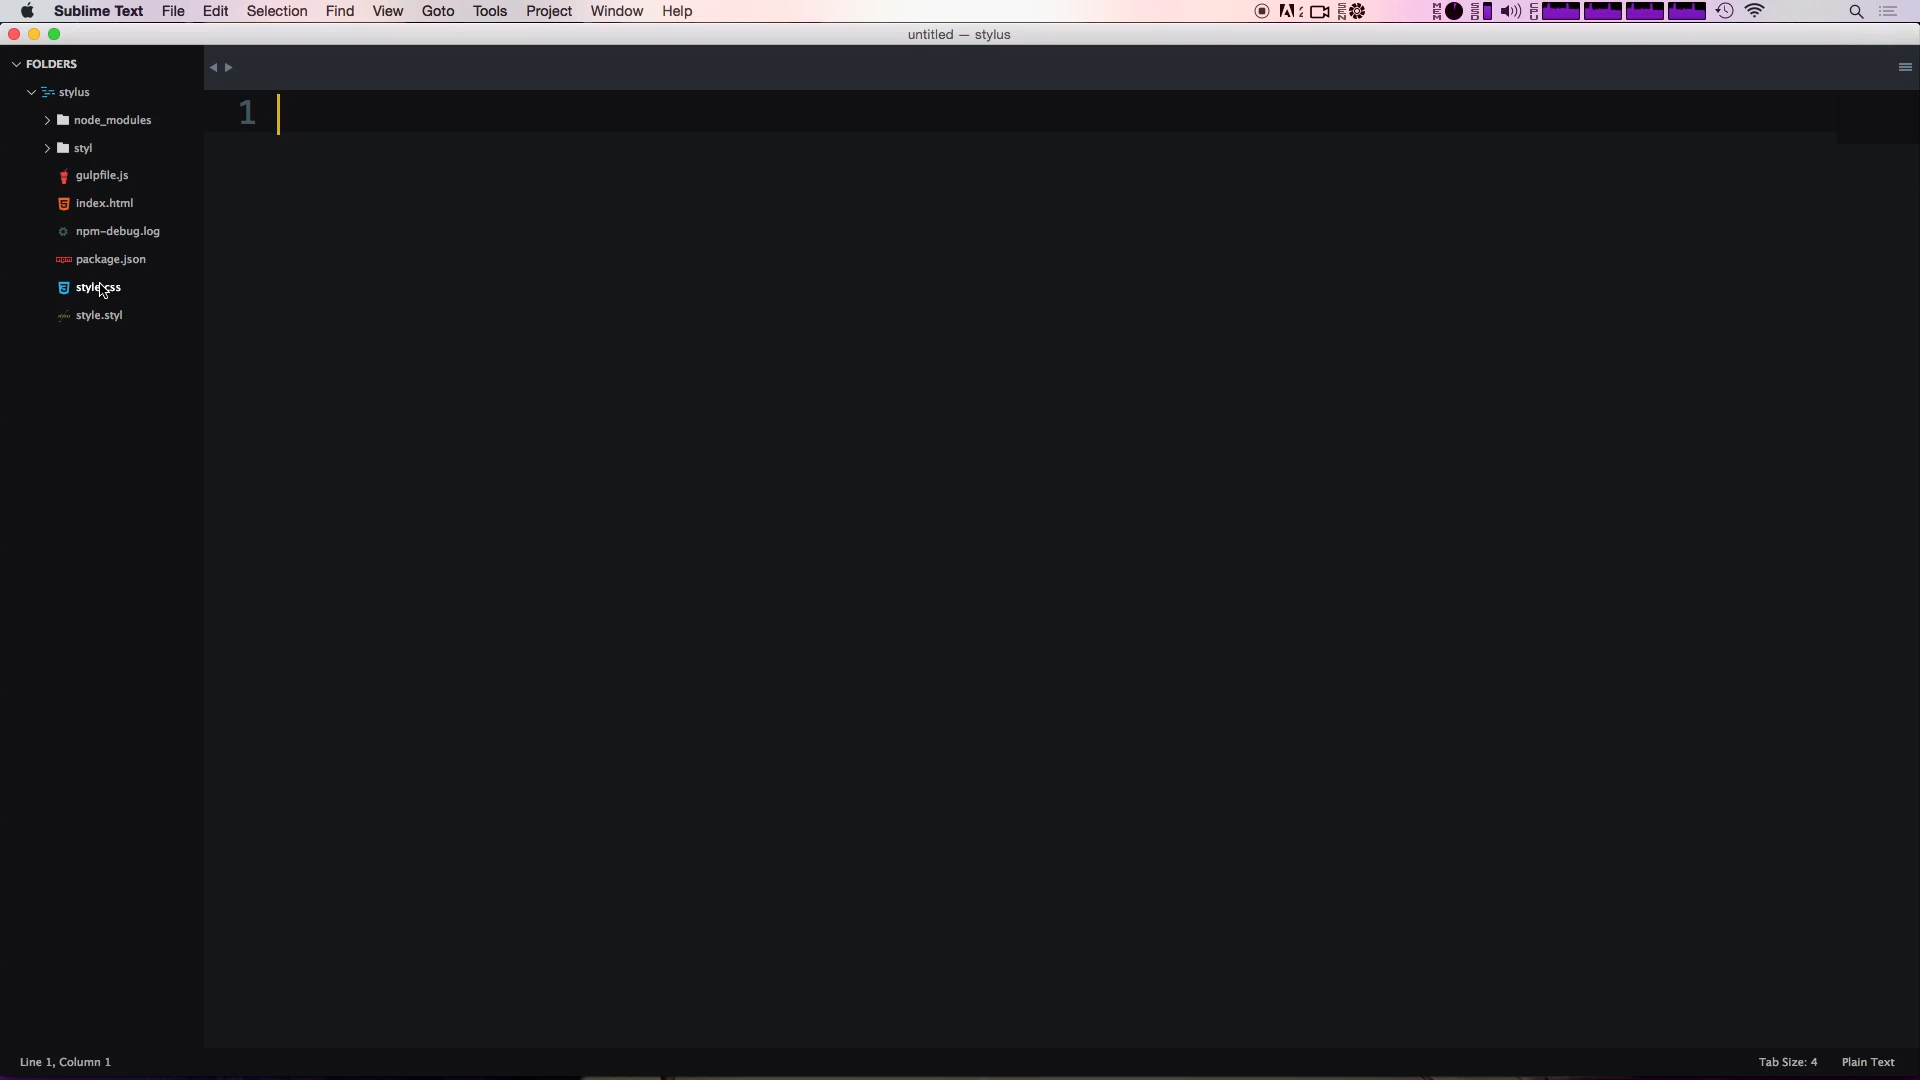 Sublime Text File Edit Selection Find View Goto Tools Project Window Help
untitled — stylus
FOLDERS
stylus
node_modules
styl
gulpfile.js
index.html
npm-debug.log
package.json
style.css
style.styl
1
Line 1, Column 1
Tab Size: 4 Plain Text